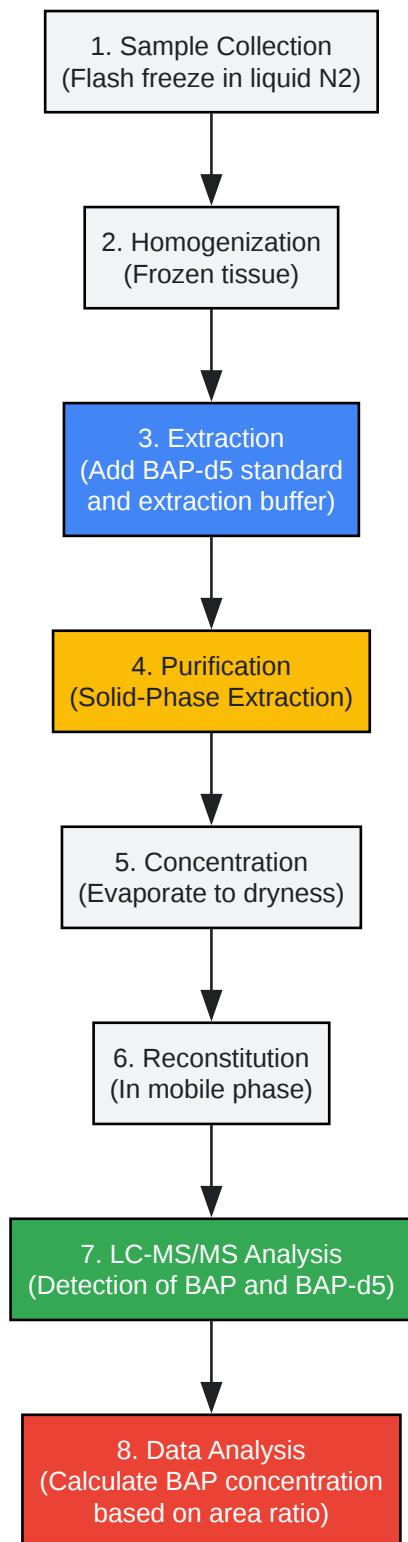 1. Sample Collection
(Flash freeze in liquid N2)
2. Homogenization
(Frozen tissue)
3. Extraction
(Add BAP-d5 standard
and extraction buffer)
4. Purification
(Solid-Phase Extraction)
5. Concentration
(Evaporate to dryness)
6. Reconstitution
(In mobile phase)
7. LC-MS/MS Analysis
(Detection of BAP and BAP-d5)
8. Data Analysis
(Calculate BAP concentration
based on area ratio)